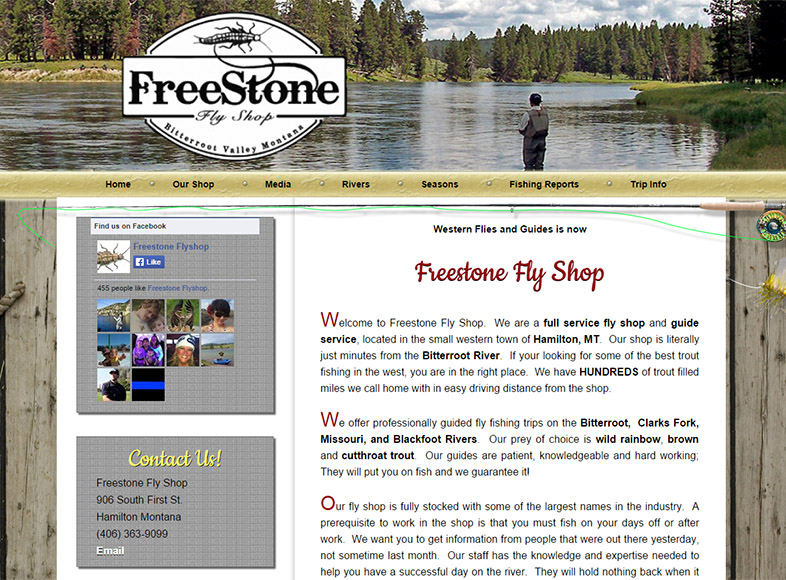 FreeStone
Fly Shop
Bitterroot Valley Montana
Home Our Shop Media Rivers Seasons Fishing Reports Trip Info
Find us on Facebook
Freestone Flyshop
Like
455 people like Freestone Flyshop.
Contact Us!
Freestone Fly Shop
906 South First St.
Hamilton Montana
(406) 363-9099
Email
Western Flies and Guides is now
Freestone Fly Shop
Welcome to Freestone Fly Shop. We are a full service fly shop and guide
service, located in the small western town of Hamilton, MT. Our shop is literally
just minutes from the Bitterroot River. If your looking for some of the best trout
fishing in the west, you are in the right place. We have HUNDREDS of trout filled
miles we call home with in easy driving distance from the shop.
We offer professionally guided fly fishing trips on the Bitterroot, Clarks Fork,
Missouri, and Blackfoot Rivers. Our prey of choice is wild rainbow, brown
and cutthroat trout. Our guides are patient, knowledgeable and hard working;
They will put you on fish and we guarantee it!
Our fly shop is fully stocked with some of the largest names in the industry. A
prerequisite to work in the shop is that you must fish on your days off or after
work. We want you to get information from people that were out there yesterday,
not sometime last month. Our staff has the knowledge and expertise needed to
help you have a successful day on the river. They will hold nothing back when it